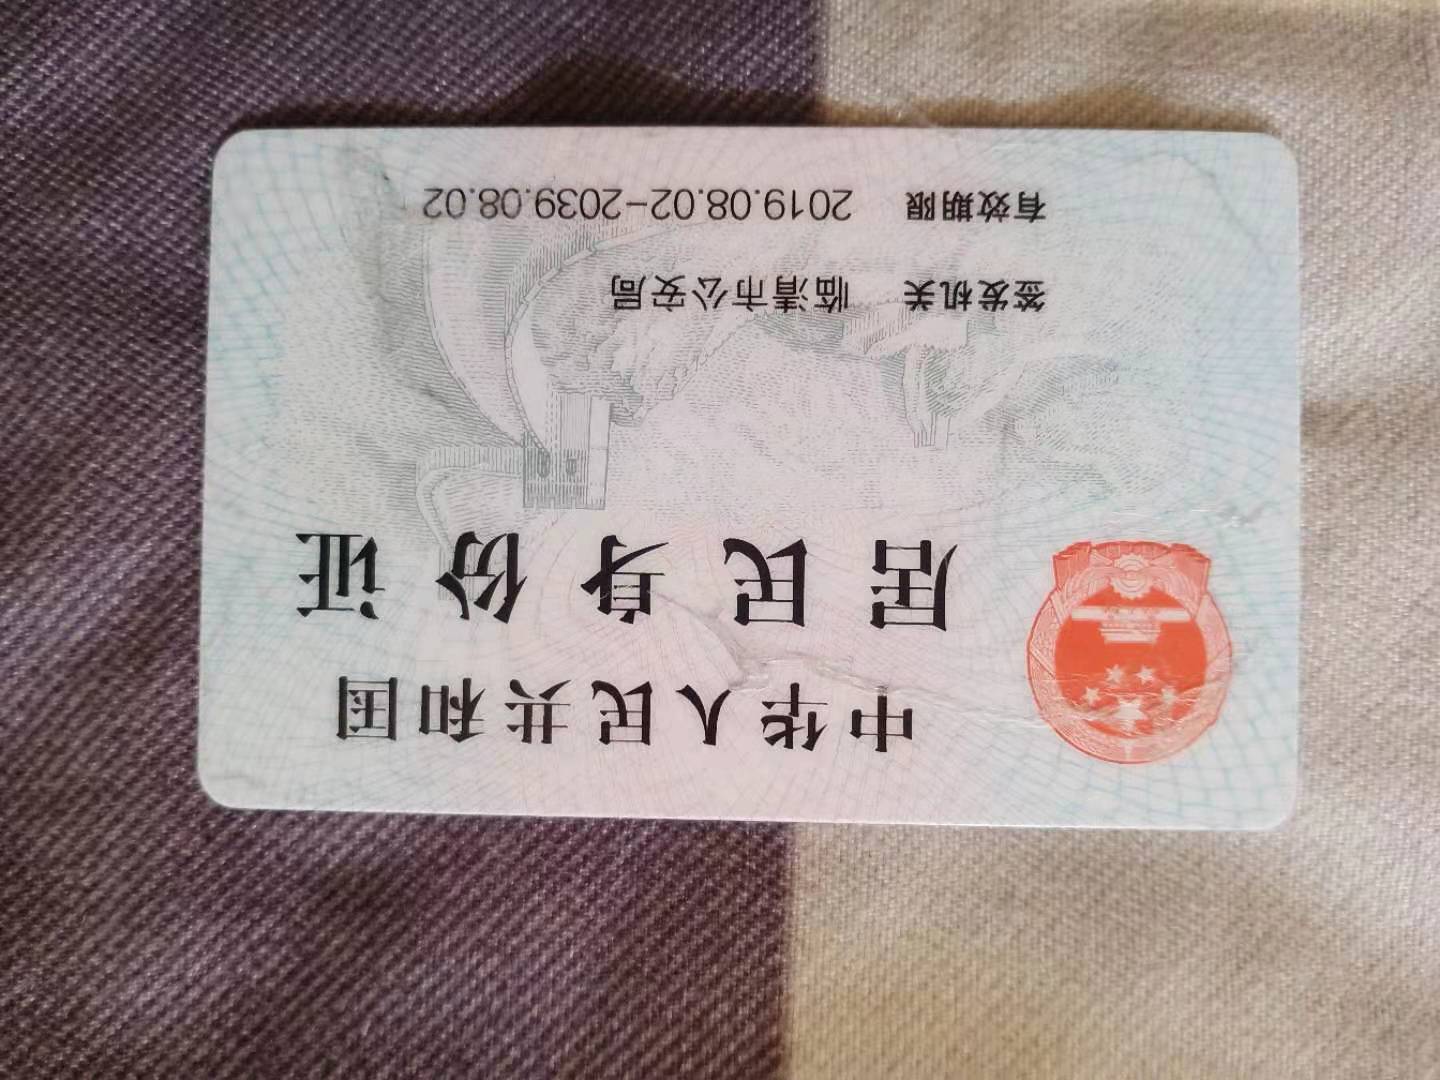 中华人民共和国
居民身份证
签发机关 临清市公安局
有效期限 2019.08.02-2039.08.02